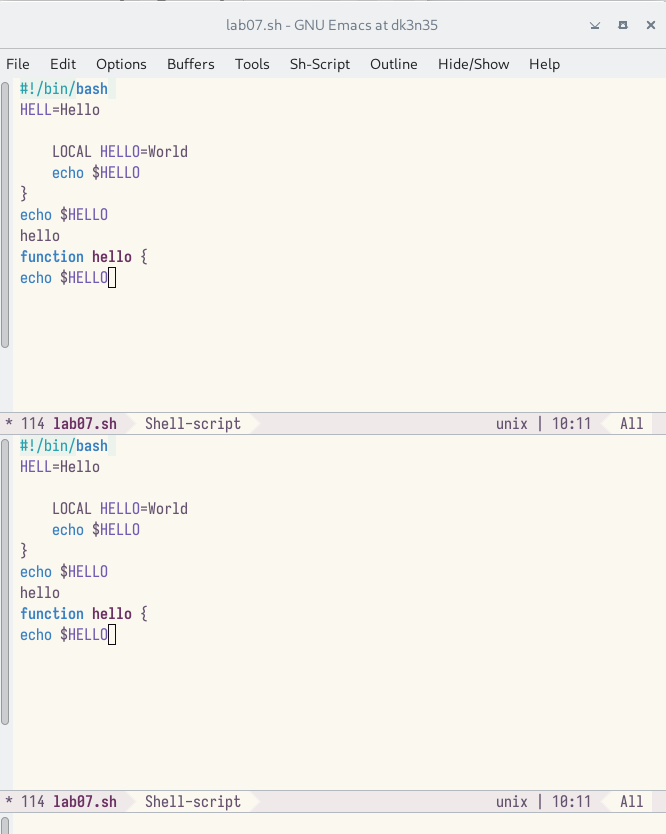 lab07.sh - GNU Emacs at dk3n35
File Edit Options Buffers Tools Sh-Script Outline Hide/Show Help
#!/bin/bash
HELL=Hello
    LOCAL HELLO=World
    echo $HELLO
}
echo $HELLO
hello
function hello {
echo $HELLO
* 114 lab07.sh Shell-script unix | 10:11 All
#!/bin/bash
HELL=Hello
    LOCAL HELLO=World
    echo $HELLO
}
echo $HELLO
hello
function hello {
echo $HELLO
* 114 lab07.sh Shell-script unix | 10:11 All